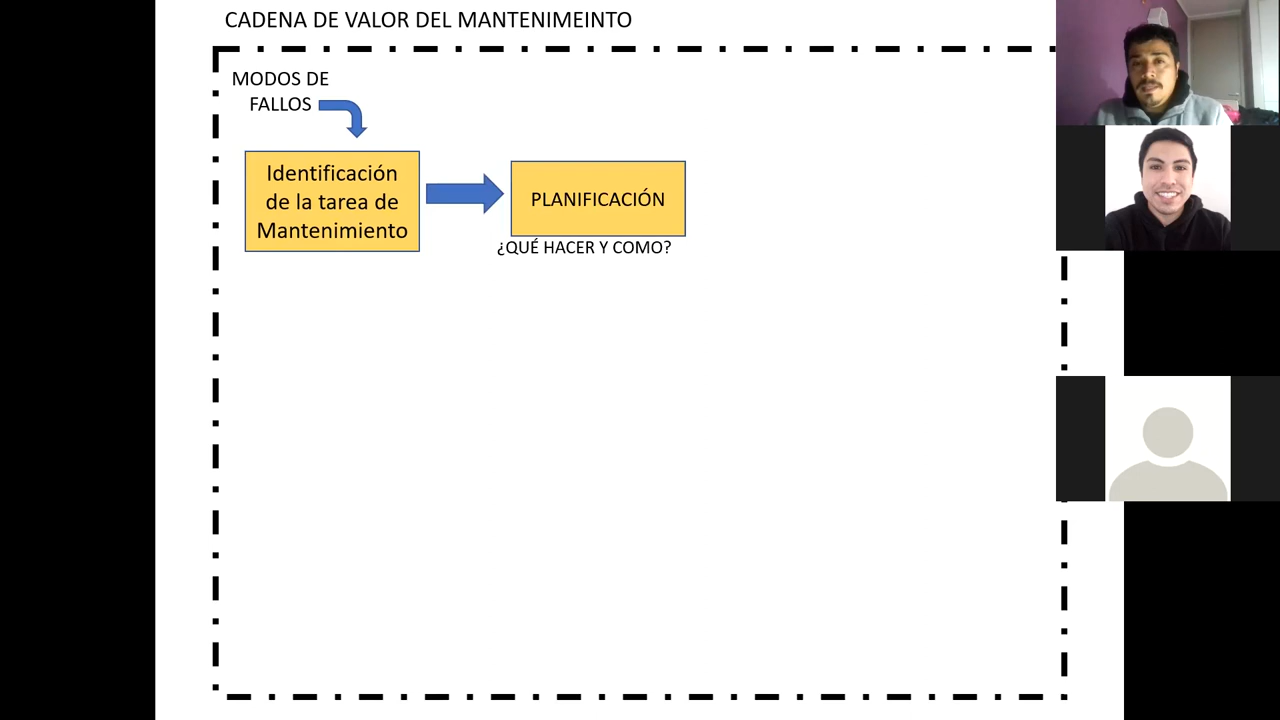 CADENA DE VALOR DEL MANTENIMEINTO
MODOS DE
FALLOS
Identificación
de la tarea de
Mantenimiento
PLANIFICACIÓN
¿QUÉ HACER Y COMO?